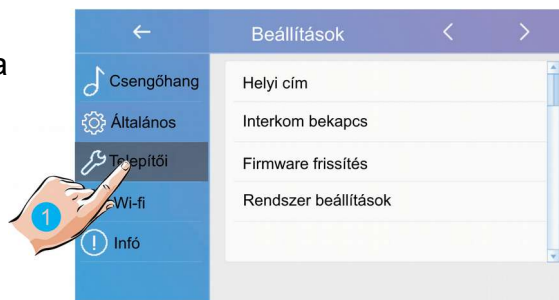 a
Beállítások
Csengőhang
Általános
Telepítői
Wi-fi
Infó
Helyi cím
Interkom bekapcs
Firmware frissítés
Rendszer beállítások
1